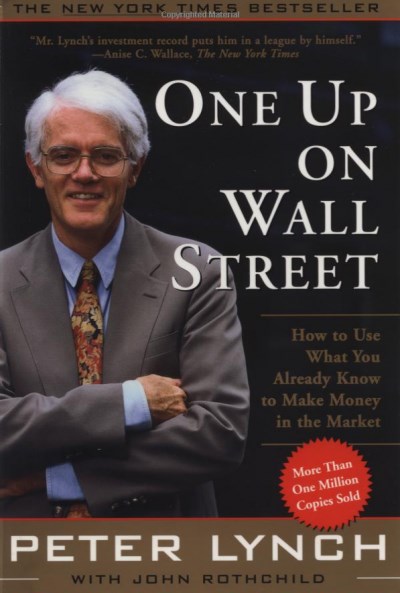 THE NEW YORK TIMES BESTSELLER
Copyrighted Material
"Mr. Lynch's investment record puts him in a league by himself."
—Anise C. Wallace, The New York Times
ONE UP
ON
WALL
STREET
How to Use
What You
Already Know
to Make Money
in the Market
More Than
One Million
Copies Sold
PETER LYNCH
WITH JOHN ROTHCHILD